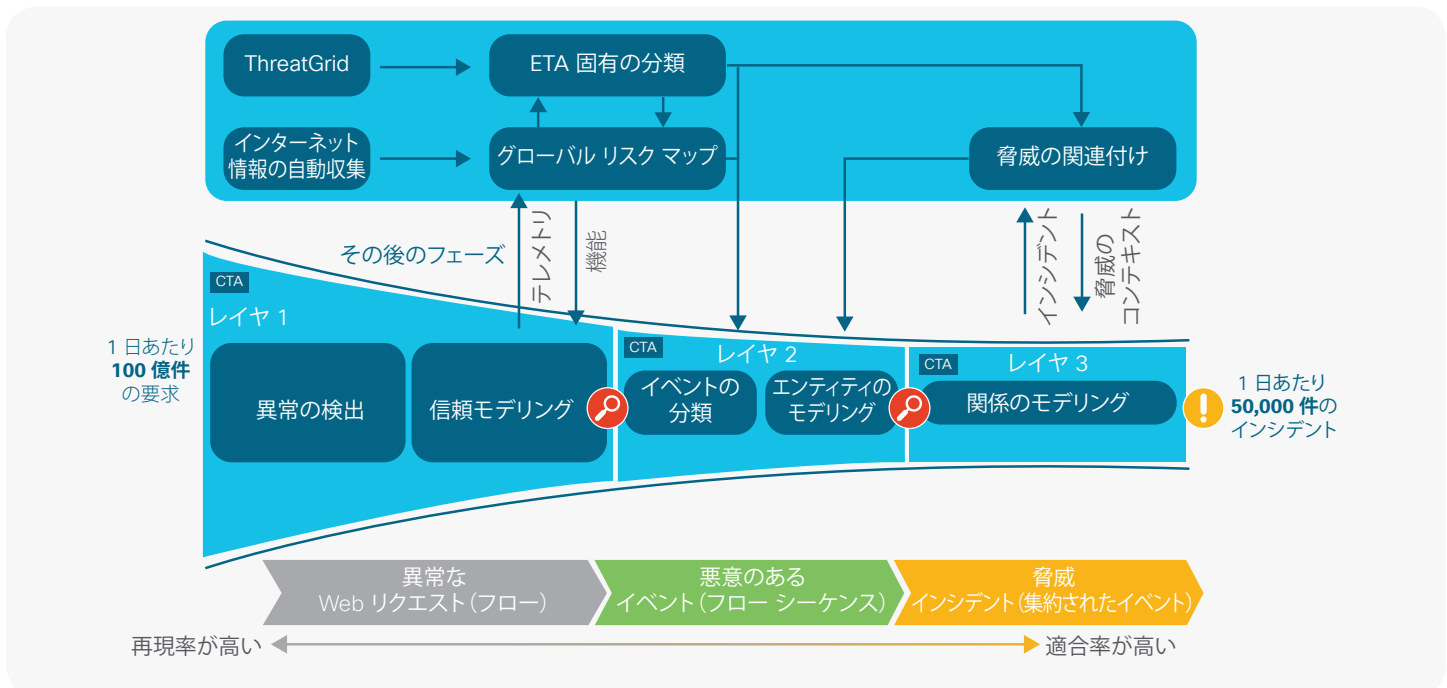 ThreatGrid
ETA 固有の分類
インターネット
情報の自動収集
グローバル リスク マップ
脅威の関連付け
その後のフェーズ
テレメトリ
機能
インシデント
脅威の
コンテキスト
CTA
レイヤ 1
1 日あたり
100 億件
の要求
異常の検出
信頼モデリング
CTA
レイヤ 2
イベントの
分類
エンティティの
モデリング
CTA
レイヤ 3
関係のモデリング
!
1 日あたり
50,000 件の
インシデント
異常な
Web リクエスト（フロー）
悪意のある
イベント（フロー シーケンス）
脅威
インシデント（集約されたイベント）
再現率が高い
適合率が高い